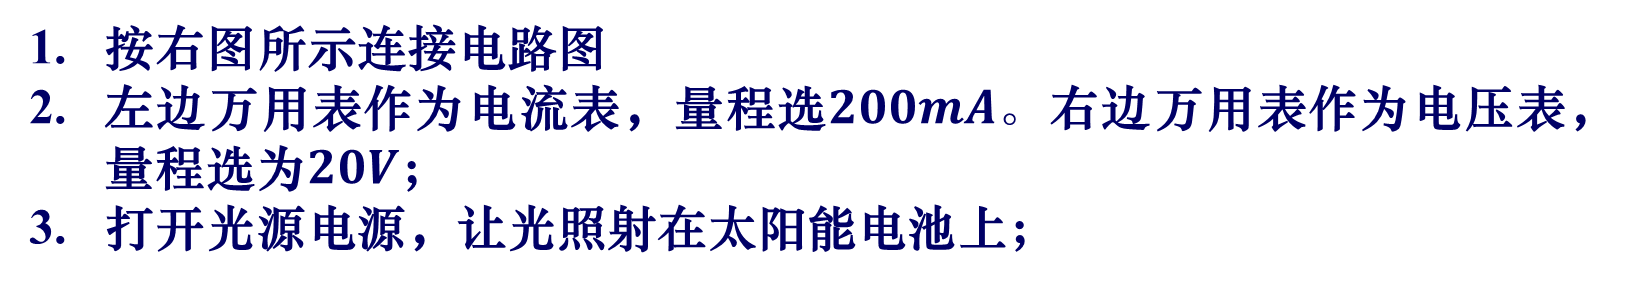 1. 按右图所示连接电路图
2. 左边万用表作为电流表，量程选200mA。右边万用表作为电压表，
量程选为20V；
3. 打开光源电源，让光照射在太阳能电池上；